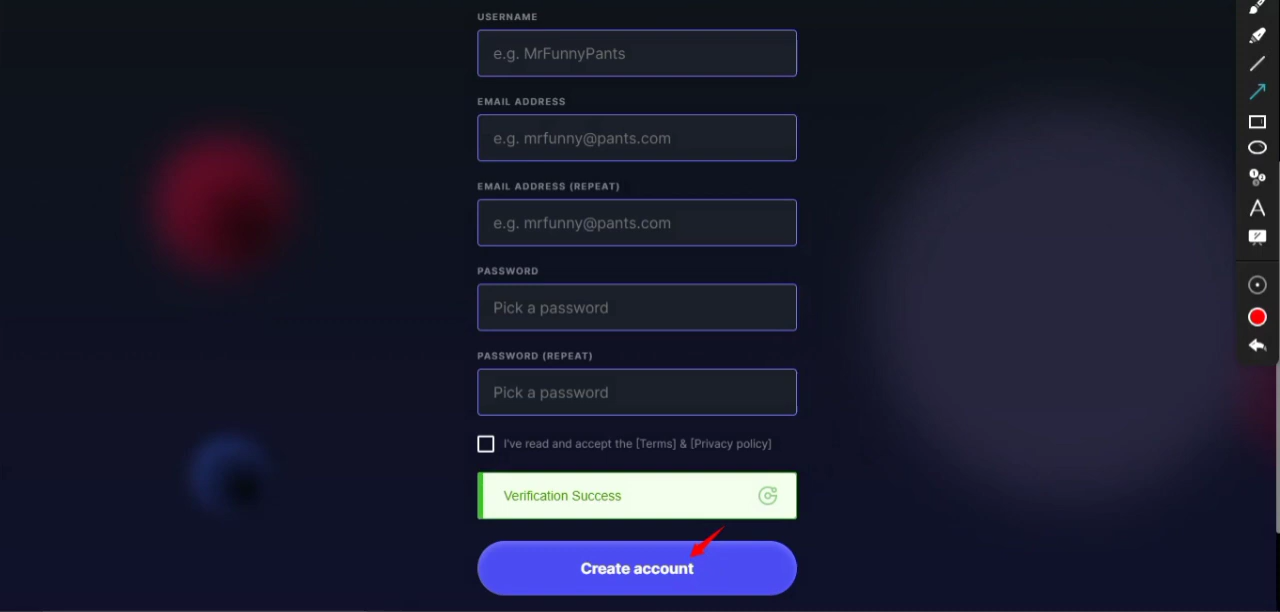 USERNAME
e.g. MrFunnyPants
EMAIL ADDRESS
e.g. mrfunny@pants.com
EMAIL ADDRESS (REPEAT)
e.g. mrfunny@pants.com
PASSWORD
Pick a password
PASSWORD (REPEAT)
Pick a password
I've read and accept the [Terms] & [Privacy policy]
Verification Success
Create account